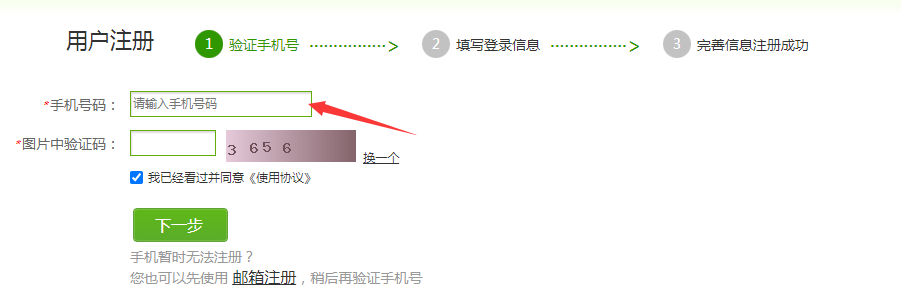 用户注册 1 验证手机号 2 填写登录信息 3 完善信息注册成功
*手机号码： 请输入手机号码
*图片中验证码： 3 6 5 6 换一个
我已经看过并同意《使用协议》
下一步
手机暂时无法注册？
您也可以先使用 邮箱注册，稍后再验证手机号